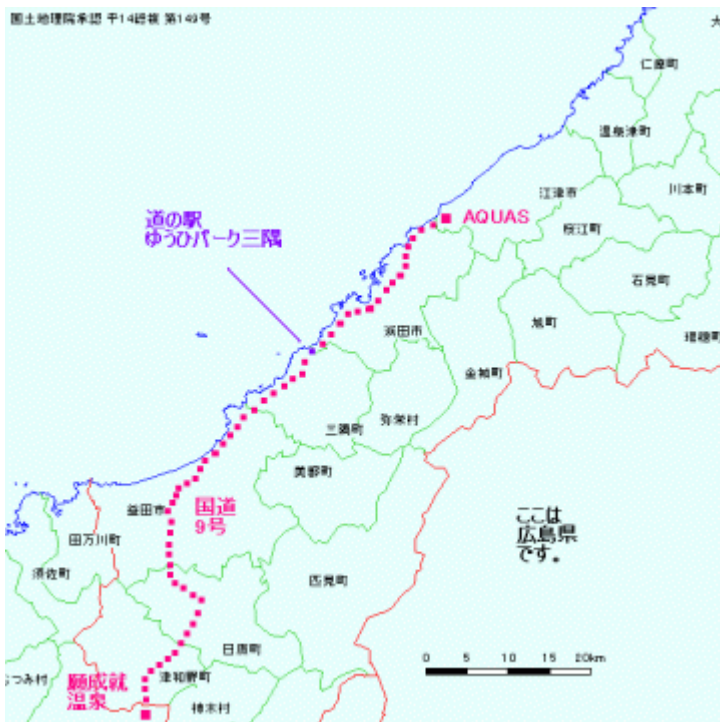 国土地理院承認 平14総複 第149号
仁摩町
温泉津町
川本町
江津市
桜江町
AQUAS
道の駅
ゆうひパーク三隅
石見町
旭町
瑞穂町
浜田市
金城町
三隅町
弥栄村
美都町
国道
9号
益田市
田万川町
須佐町
ここは
広島県
です。
匹見町
日原町
0 5 10 15 20km
津和野町
柿木村
願成就
温泉